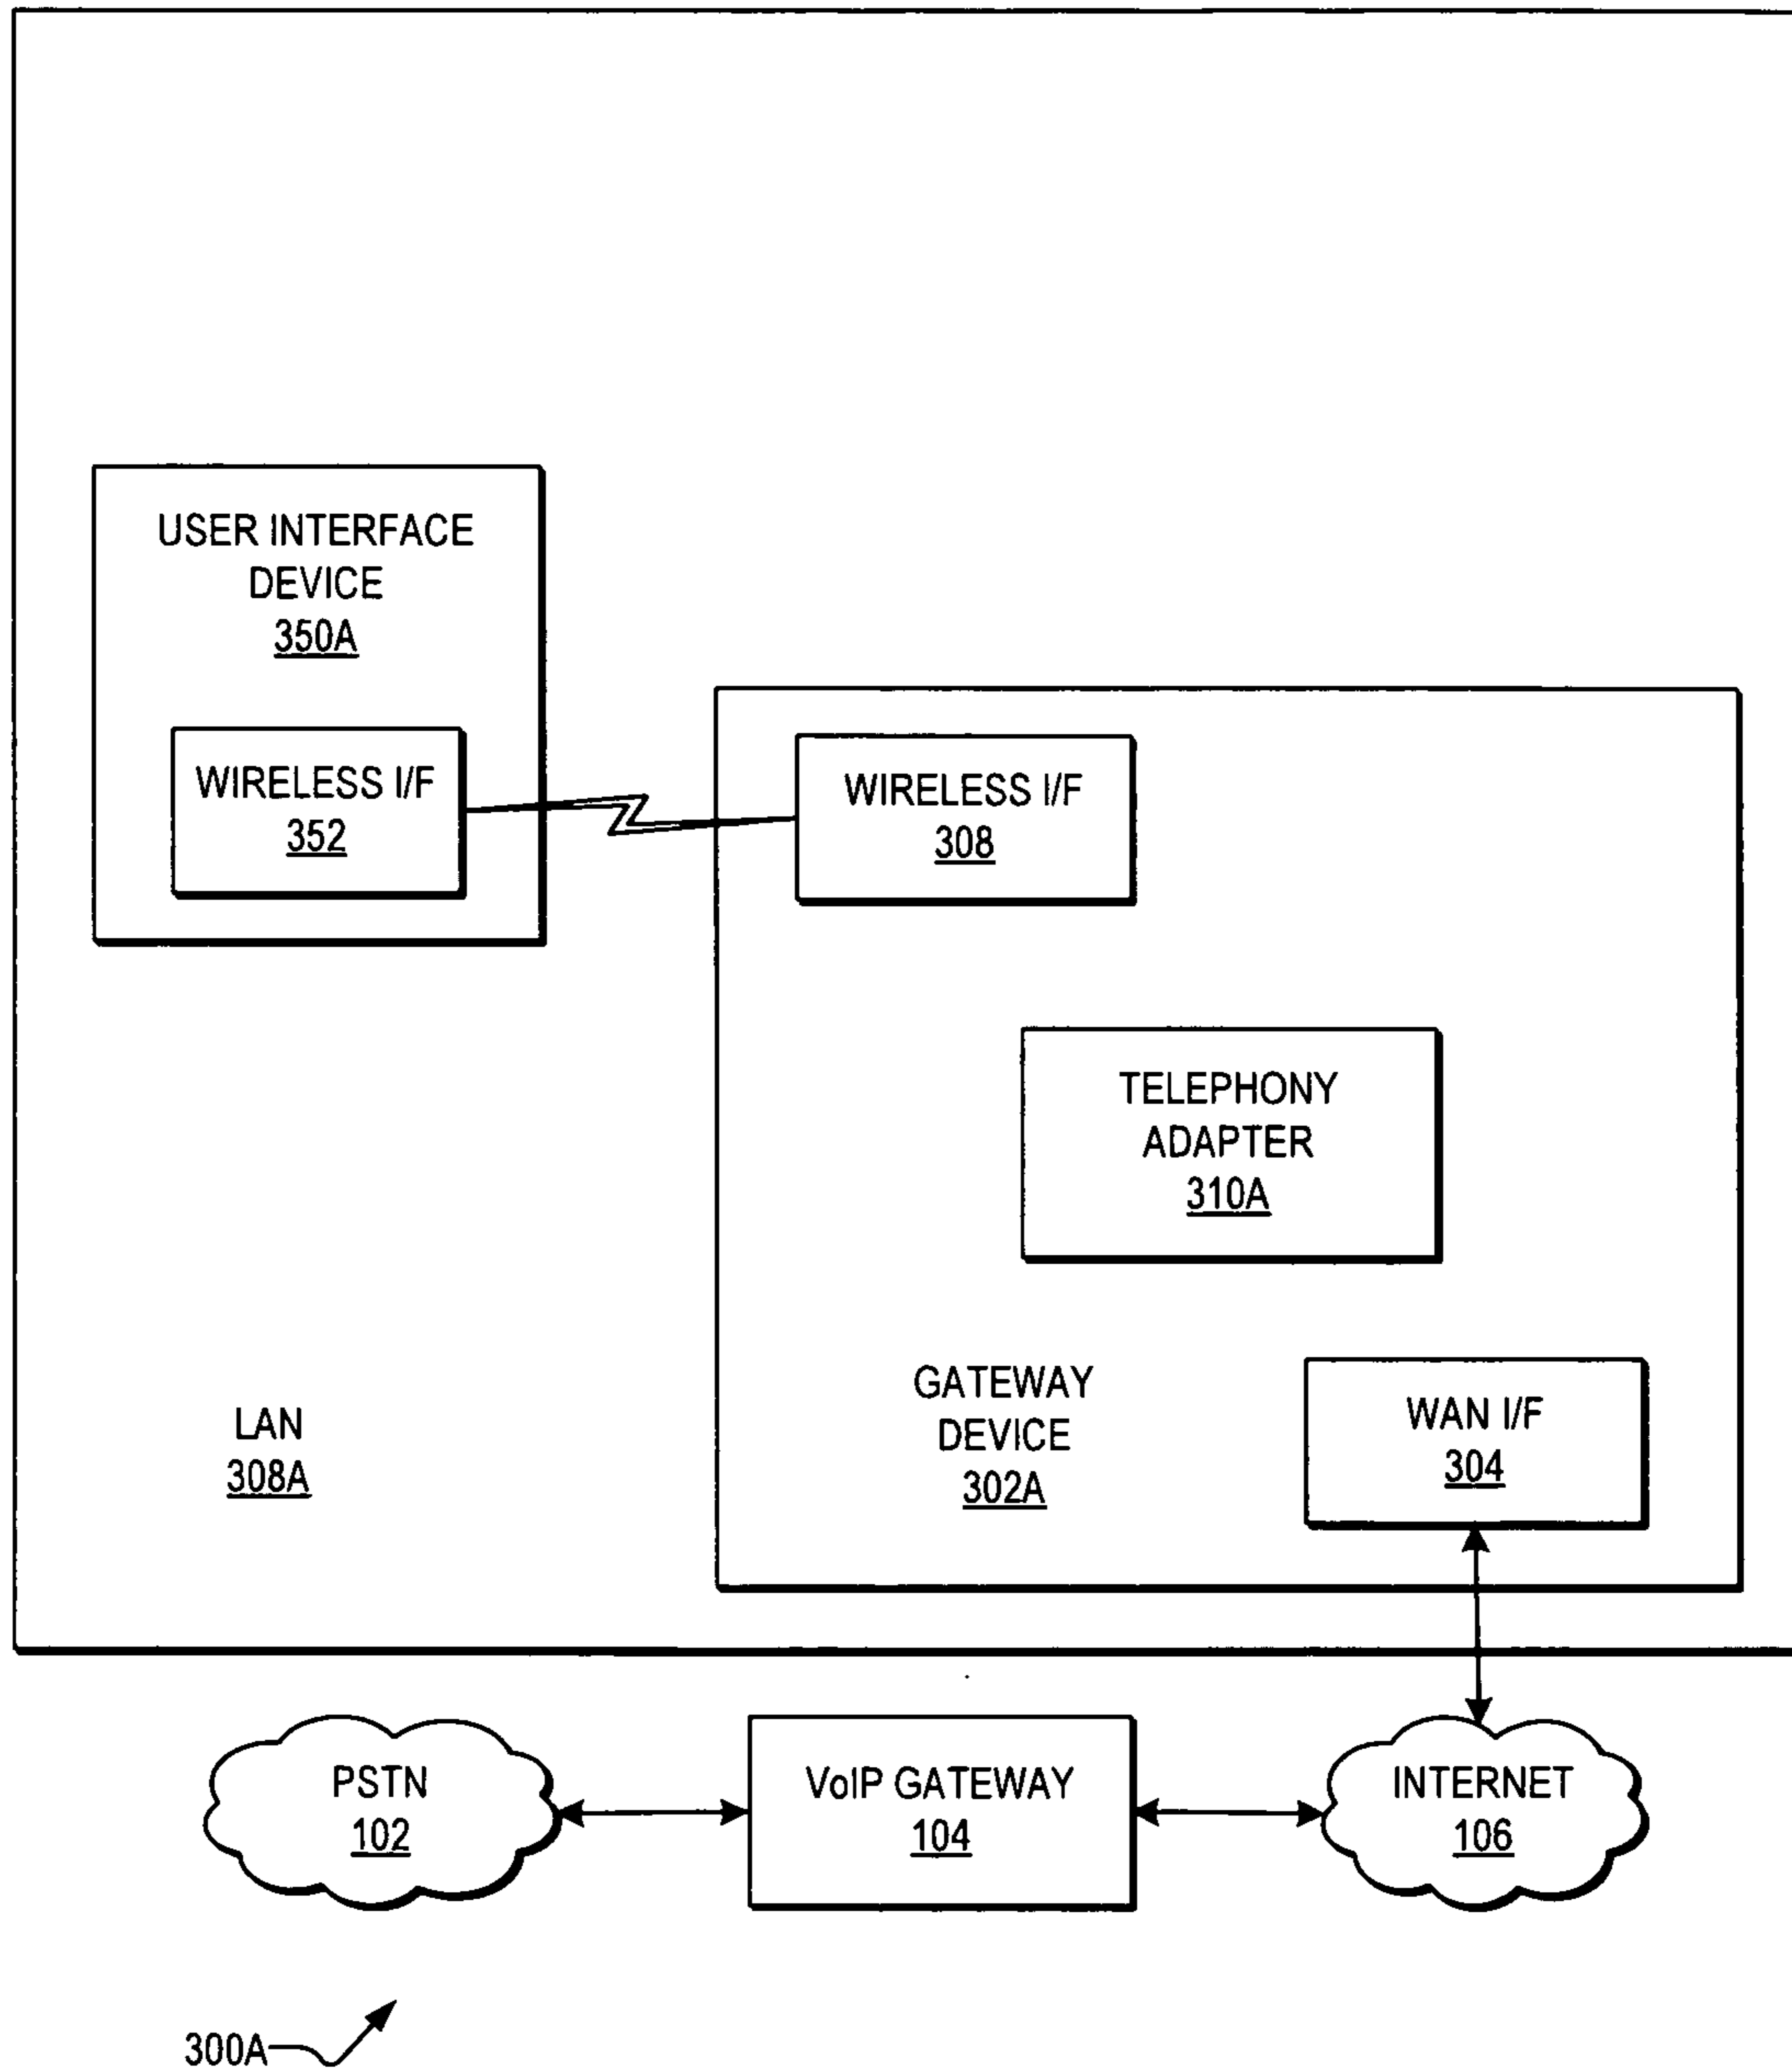 USER INTERFACE
DEVICE
350A
WIRELESS I/F
352
WIRELESS I/F
308
TELEPHONY
ADAPTER
310A
GATEWAY
DEVICE
302A
WAN I/F
304
LAN
308A
PSTN
102
VoIP GATEWAY
104
INTERNET
106
300A